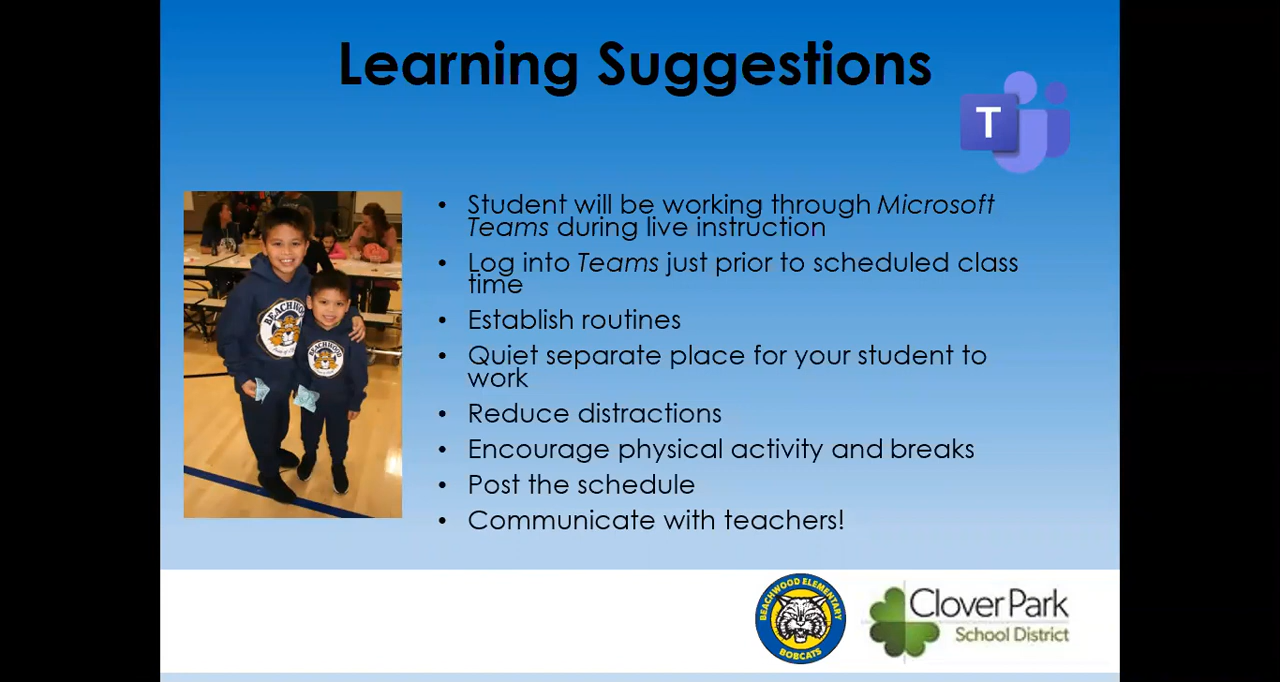 Learning Suggestions
T
• Student will be working through Microsoft
Teams during live instruction
• Log into Teams just prior to scheduled class
time
• Establish routines
• Quiet separate place for your student to
work
• Reduce distractions
• Encourage physical activity and breaks
• Post the schedule
• Communicate with teachers!
BEACHWOOD
BEACHWOOD
BEACHWOOD ELEMENTARY
BOBCATS
Clover Park
School District